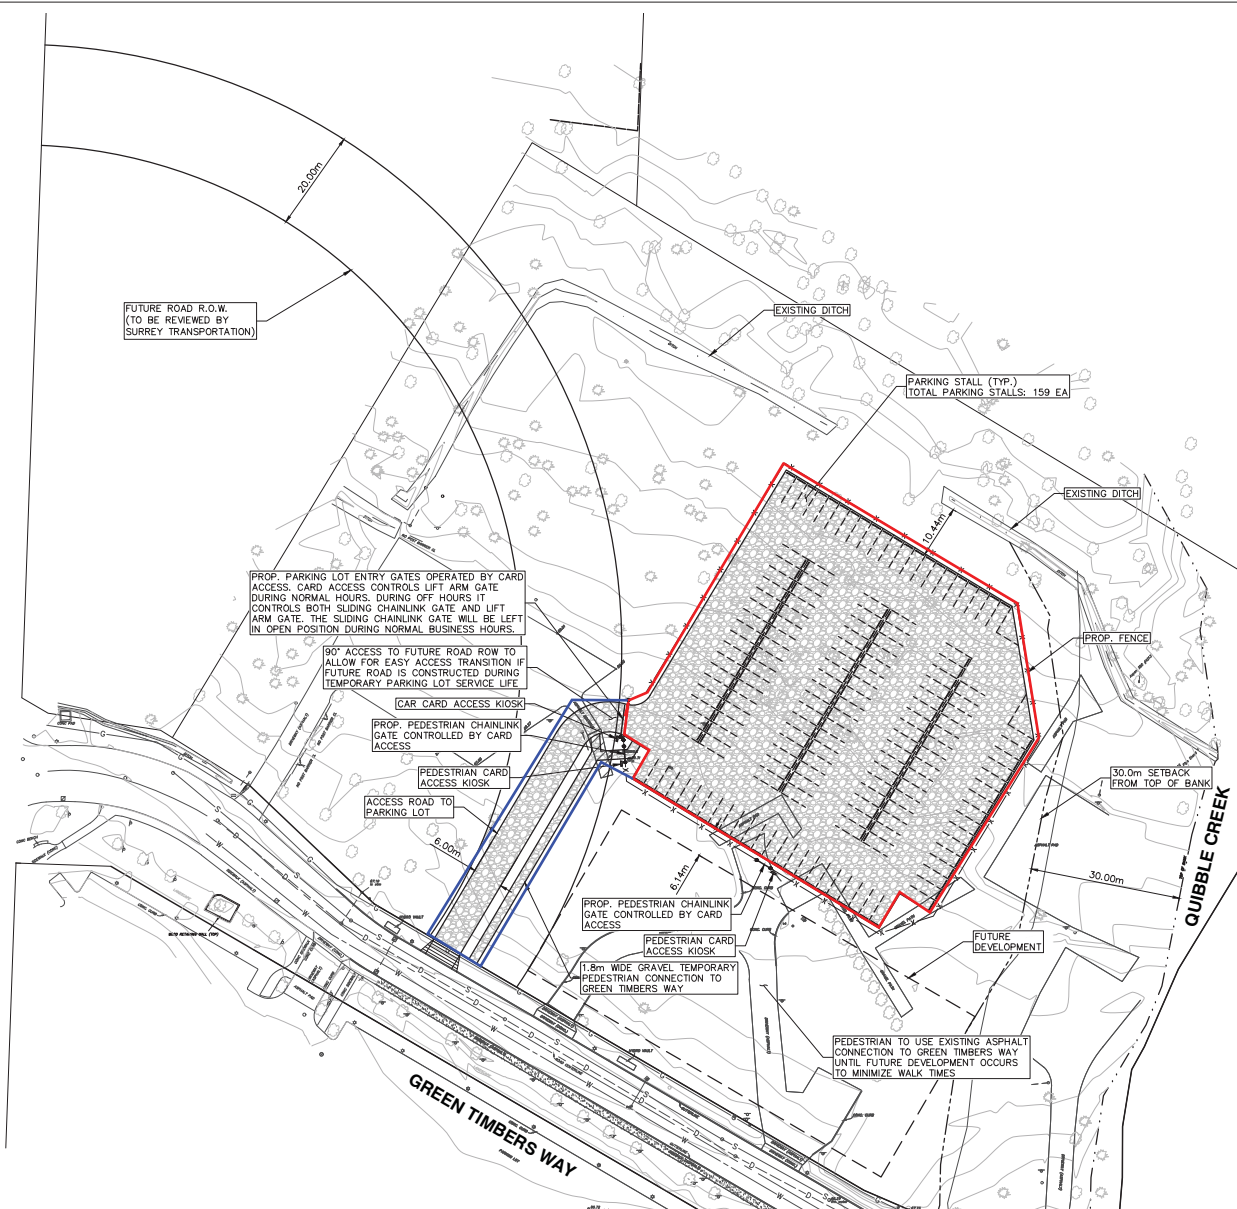 20.00m
FUTURE ROAD R.O.W.
(TO BE REVIEWED BY
SURREY TRANSPORTATION)
EXISTING DITCH
PARKING STALL (TYP.)
TOTAL PARKING STALLS: 159 EA
EXISTING DITCH
10.44m
PROP. PARKING LOT ENTRY GATES OPERATED BY CARD
ACCESS. CARD ACCESS CONTROLS LIFT ARM GATE
DURING NORMAL HOURS. DURING OFF HOURS IT
CONTROLS BOTH SLIDING CHAINLINK GATE AND LIFT
ARM GATE. THE SLIDING CHAINLINK GATE WILL BE LEFT
IN OPEN POSITION DURING NORMAL BUSINESS HOURS.
PROP. FENCE
90° ACCESS TO FUTURE ROAD ROW TO
ALLOW FOR EASY ACCESS TRANSITION IF
FUTURE ROAD IS CONSTRUCTED DURING
TEMPORARY PARKING LOT SERVICE LIFE
CAR CARD ACCESS KIOSK
PROP. PEDESTRIAN CHAINLINK
GATE CONTROLLED BY CARD
ACCESS
PEDESTRIAN CARD
ACCESS KIOSK
30.0m SETBACK
FROM TOP OF BANK
ACCESS ROAD TO
PARKING LOT
6.00m
6.14m
30.00m
QUIBBLE CREEK
PROP. PEDESTRIAN CHAINLINK
GATE CONTROLLED BY CARD
ACCESS
PEDESTRIAN CARD
ACCESS KIOSK
FUTURE
DEVELOPMENT
1.8m WIDE GRAVEL TEMPORARY
PEDESTRIAN CONNECTION TO
GREEN TIMBERS WAY
PEDESTRIAN TO USE EXISTING ASPHALT
CONNECTION TO GREEN TIMBERS WAY
UNTIL FUTURE DEVELOPMENT OCCURS
TO MINIMIZE WALK TIMES
GREEN TIMBERS WAY